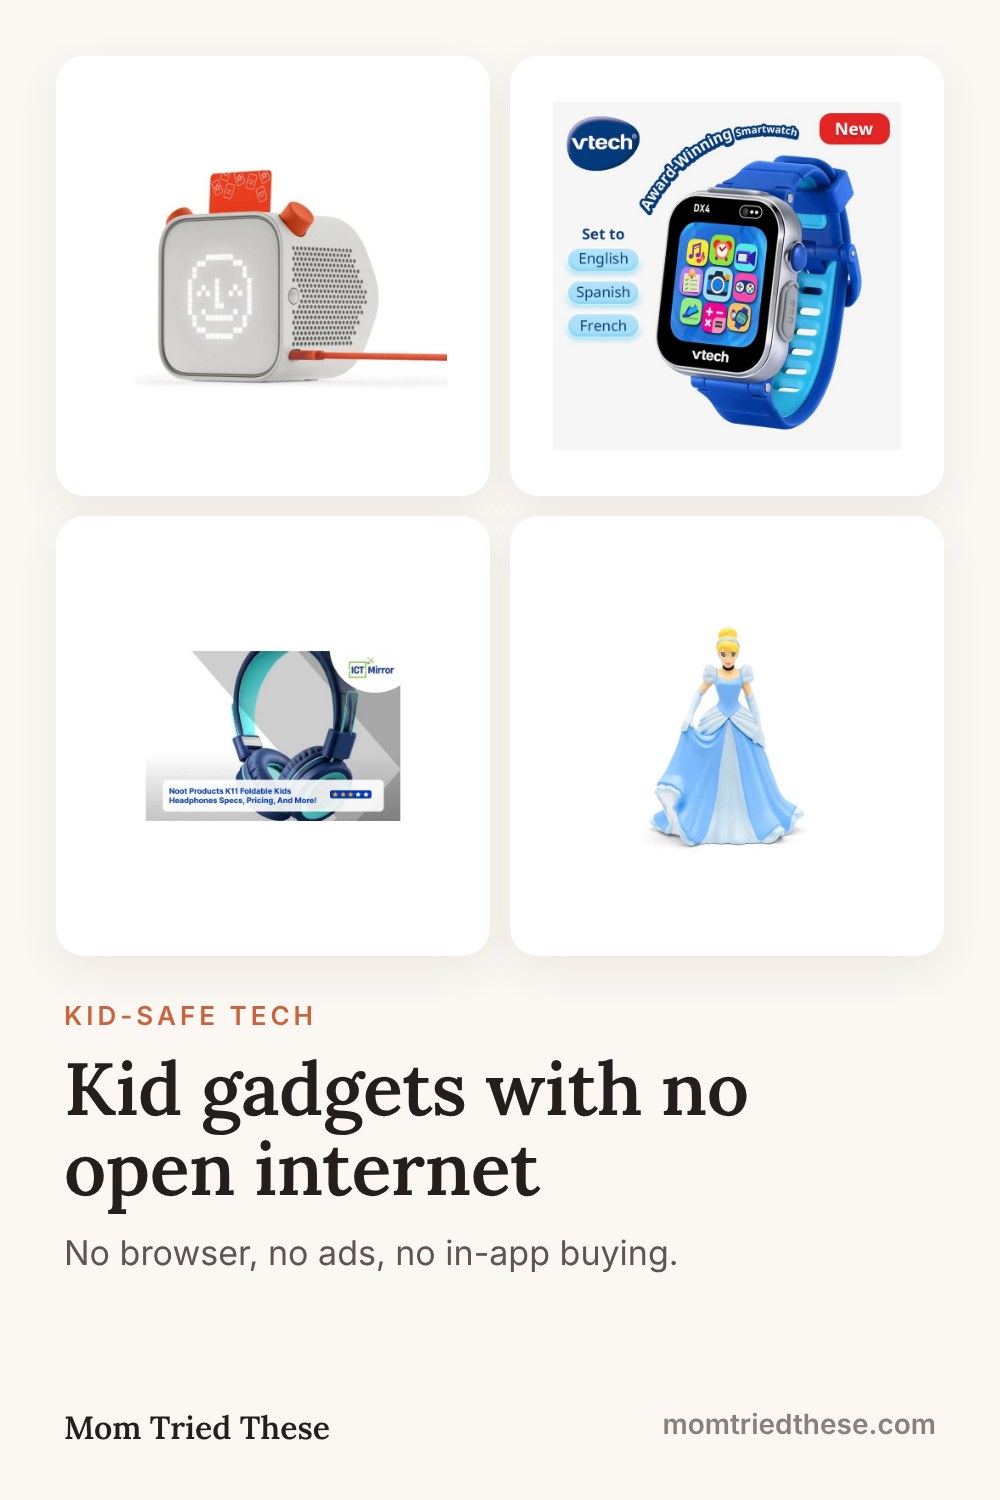 vtech
Award-Winning Smartwatch
New
DX4
Set to
English
Spanish
French
vtech
ICT Mirror
Noot Products K11 Foldable Kids
Headphones Specs, Pricing, And More!
KID-SAFE TECH
Kid gadgets with no
open internet
No browser, no ads, no in-app buying.
Mom Tried These
momtriedthese.com